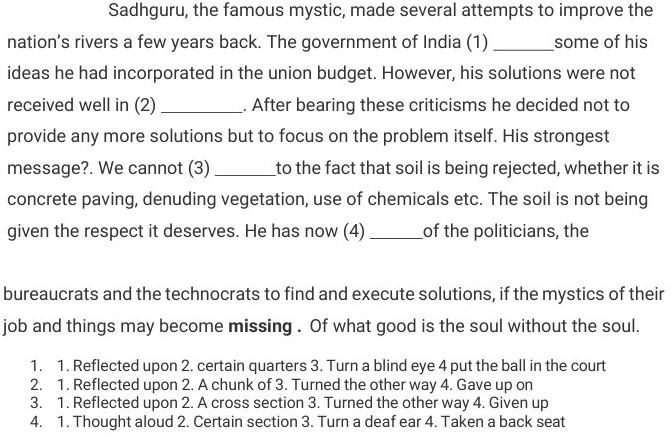 Sadhguru, the famous mystic, made several attempts to improve the
nation's rivers a few years back. The government of India (1) _______some of his
ideas he had incorporated in the union budget. However, his solutions were not
received well in (2) _________. After bearing these criticisms he decided not to
provide any more solutions but to focus on the problem itself. His strongest
message?. We cannot (3) _______to the fact that soil is being rejected, whether it is
concrete paving, denuding vegetation, use of chemicals etc. The soil is not being
given the respect it deserves. He has now (4) ______of the politicians, the
bureaucrats and the technocrats to find and execute solutions, if the mystics of their
job and things may become missing . Of what good is the soul without the soul.
1. 1. Reflected upon 2. certain quarters 3. Turn a blind eye 4 put the ball in the court
2. 1. Reflected upon 2. A chunk of 3. Turned the other way 4. Gave up on
3. 1. Reflected upon 2. A cross section 3. Turned the other way 4. Given up
4. 1. Thought aloud 2. Certain section 3. Turn a deaf ear 4. Taken a back seat